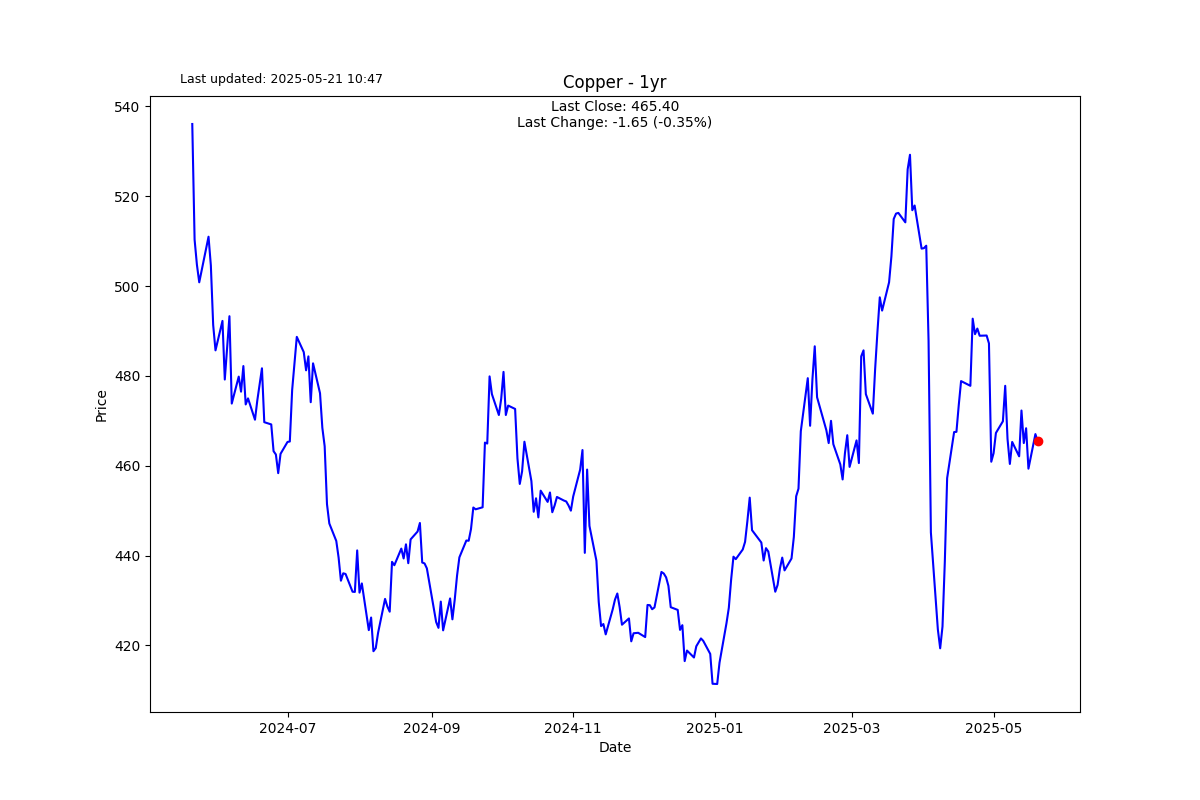 Last updated: 2025-05-21 10:47
Copper - 1yr
Last Close: 465.40
Last Change: -1.65 (-0.35%)
540
520
500
480
460
440
420
Price
2024-07
2024-09
2024-11
2025-01
2025-03
2025-05
Date